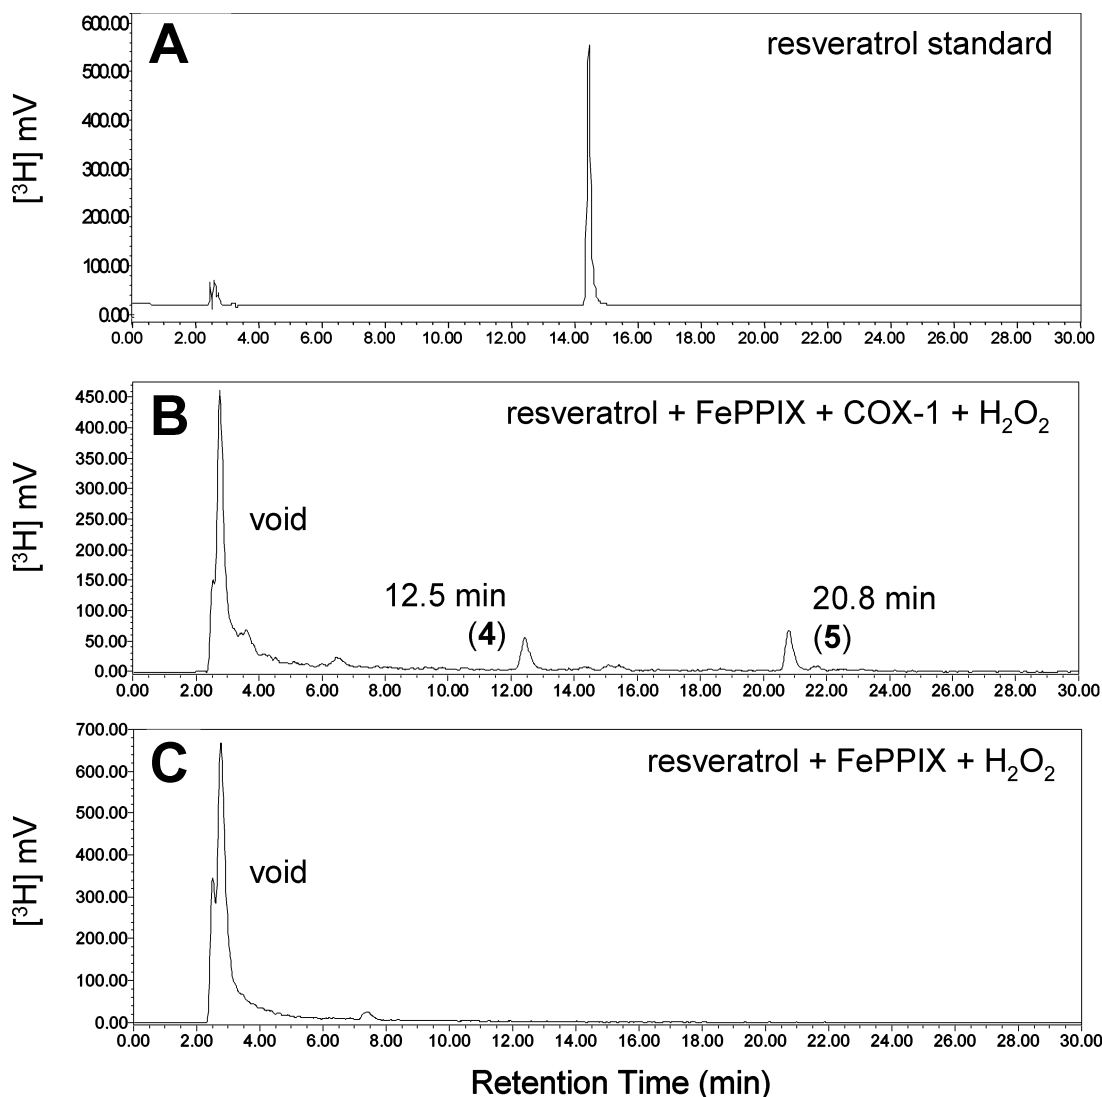 A
resveratrol standard
[³H] mV
600.00
500.00
400.00
300.00
200.00
100.00
0.00
0.00 2.00 4.00 6.00 8.00 10.00 12.00 14.00 16.00 18.00 20.00 22.00 24.00 26.00 28.00 30.00
B
resveratrol + FePPIX + COX-1 + H₂O₂
[³H] mV
450.00
400.00
350.00
300.00
250.00
200.00
150.00
100.00
50.00
0.00
void
12.5 min
(4)
20.8 min
(5)
0.00 2.00 4.00 6.00 8.00 10.00 12.00 14.00 16.00 18.00 20.00 22.00 24.00 26.00 28.00 30.00
C
resveratrol + FePPIX + H₂O₂
[³H] mV
700.00
600.00
500.00
400.00
300.00
200.00
100.00
0.00
void
0.00 2.00 4.00 6.00 8.00 10.00 12.00 14.00 16.00 18.00 20.00 22.00 24.00 26.00 28.00 30.00
Retention Time (min)